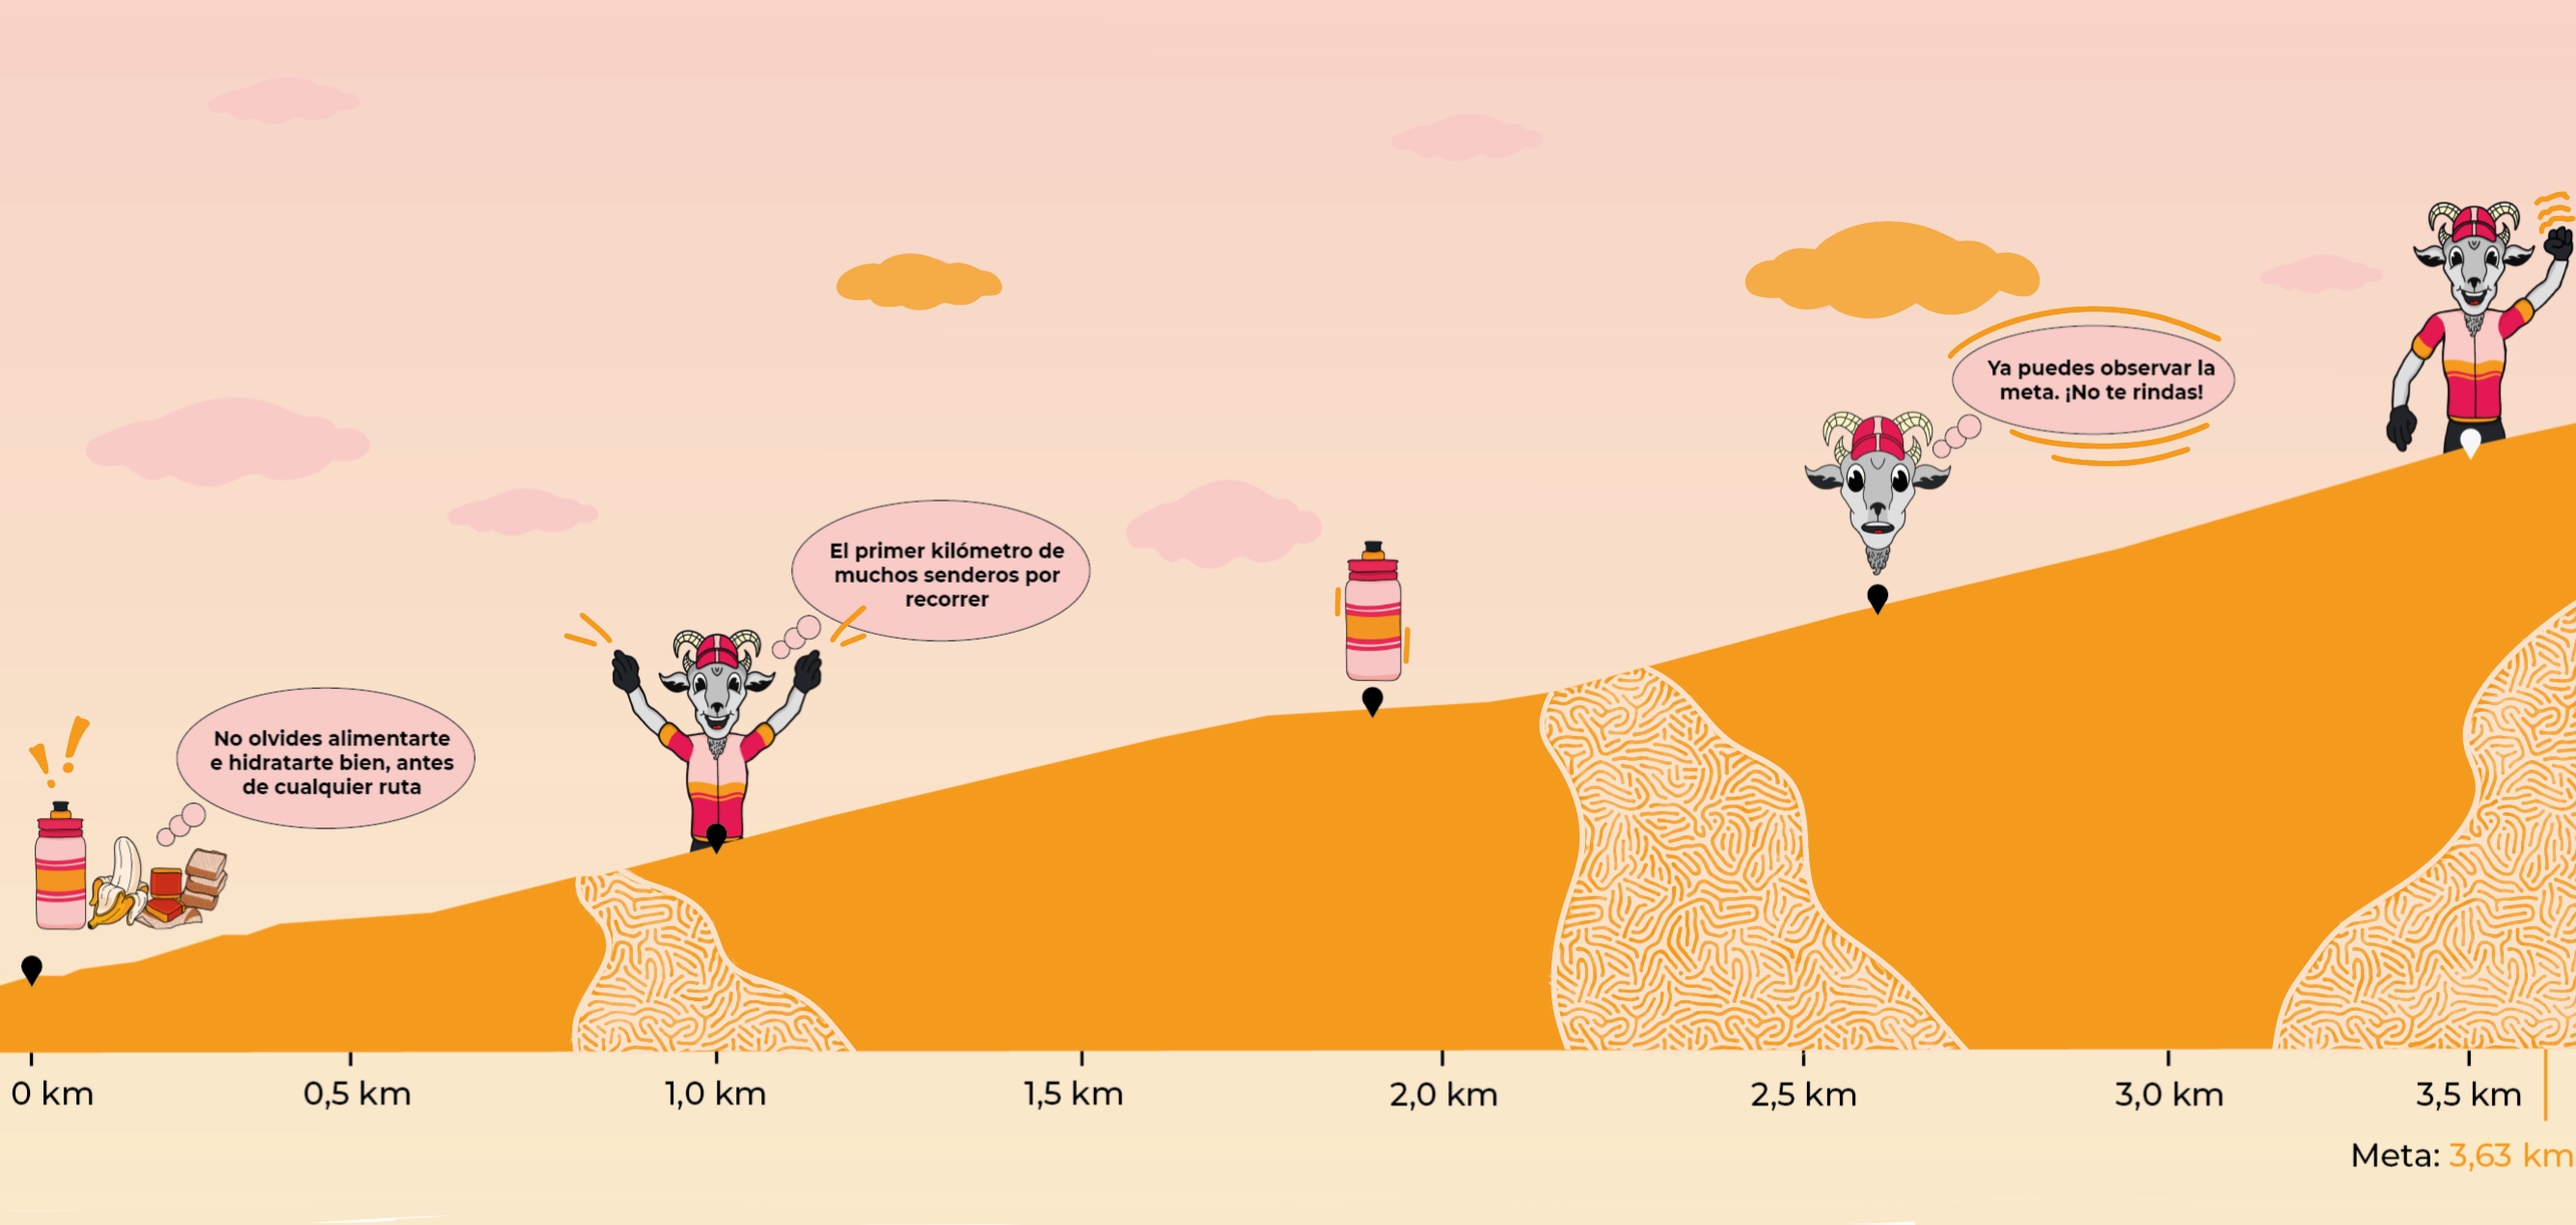 Ya puedes observar la
meta. ¡No te rindas!
El primer kilómetro de
muchos senderos por
recorrer
No olvides alimentarte
e hidratarte bien, antes
de cualquier ruta
0 km
0,5 km
1,0 km
1,5 km
2,0 km
2,5 km
3,0 km
3,5 km
Meta: 3,63 km